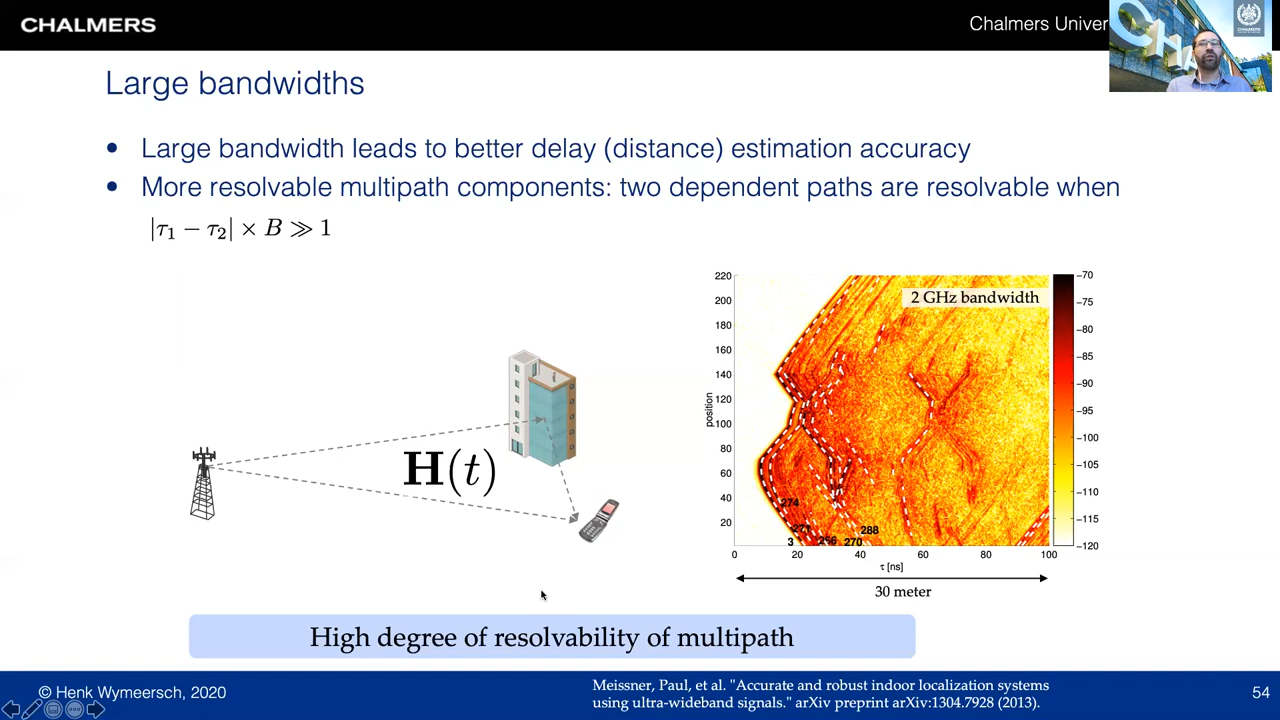 CHALMERS
Chalmers Univer
Large bandwidths
• Large bandwidth leads to better delay (distance) estimation accuracy
• More resolvable multipath components: two dependent paths are resolvable when
|τ₁ − τ₂| × B ≫ 1
H(t)
2 GHz bandwidth
220
200
180
160
140
120
100
80
60
40
20
position
274
271
3
266
270
288
0 20 40 60 80 100
τ [ns]
−70
−75
−80
−85
−90
−95
−100
−105
−110
−115
−120
30 meter
High degree of resolvability of multipath
© Henk Wymeersch, 2020
Meissner, Paul, et al. "Accurate and robust indoor localization systems
using ultra-wideband signals." arXiv preprint arXiv:1304.7928 (2013).
54